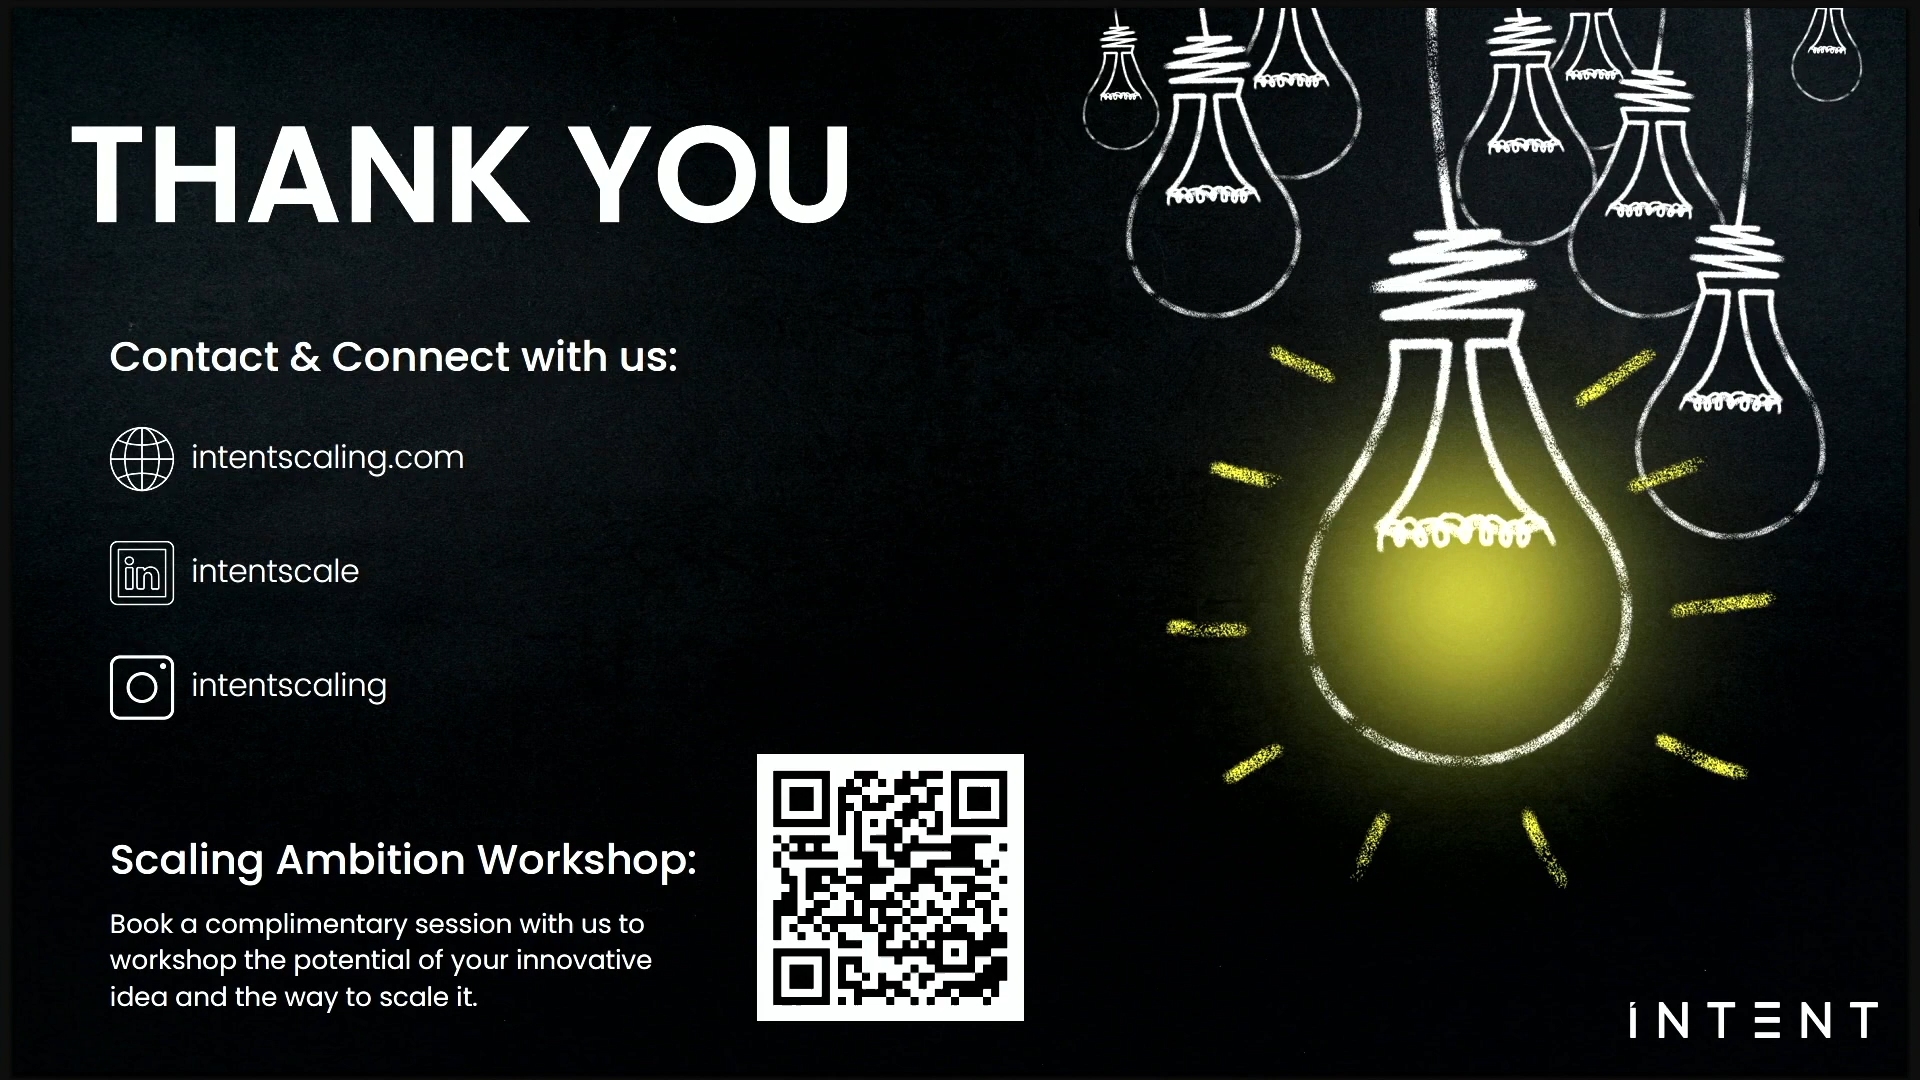 THANK YOU
Contact & Connect with us:
intentscaling.com
in
intentscale
intentscaling
Scaling Ambition Workshop:
Book a complimentary session with us to
workshop the potential of your innovative
idea and the way to scale it.
INTENT